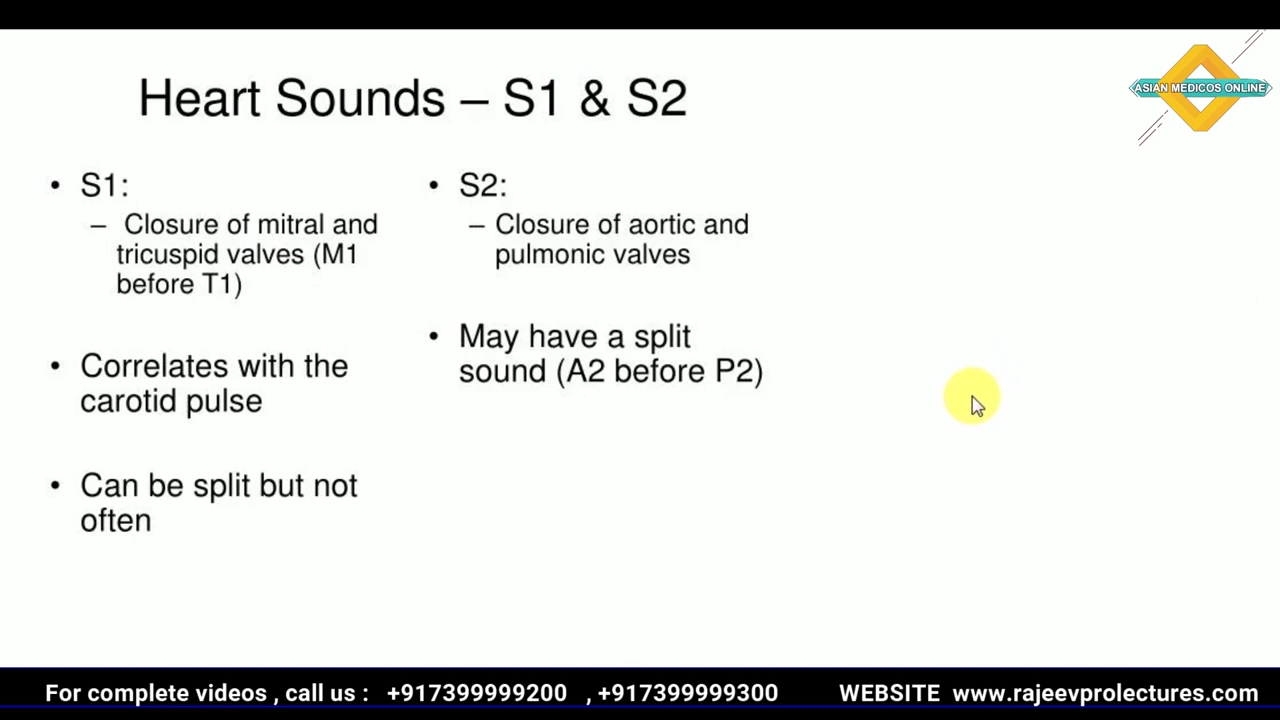 Heart Sounds – S1 & S2
ASIAN MEDICOS ONLINE
• S1:
– Closure of mitral and
tricuspid valves (M1
before T1)
• Correlates with the
carotid pulse
• Can be split but not
often
• S2:
– Closure of aortic and
pulmonic valves
• May have a split
sound (A2 before P2)
For complete videos , call us : +917399999200 , +917399999300 WEBSITE www.rajeevprolectures.com